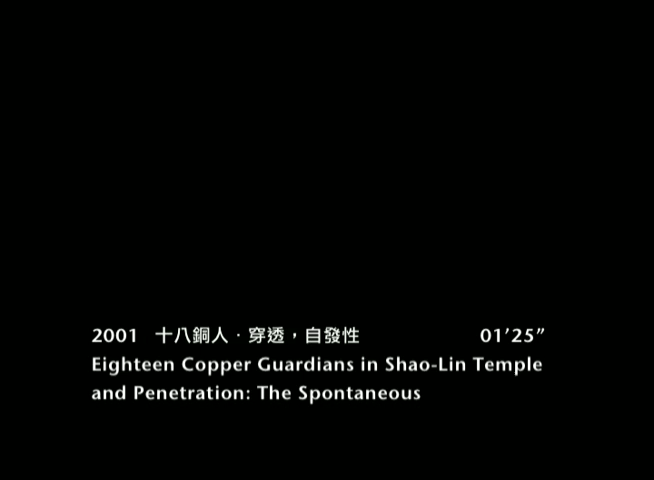 2001 十八銅人．穿透，自發性 01’25”
Eighteen Copper Guardians in Shao-Lin Temple
and Penetration: The Spontaneous